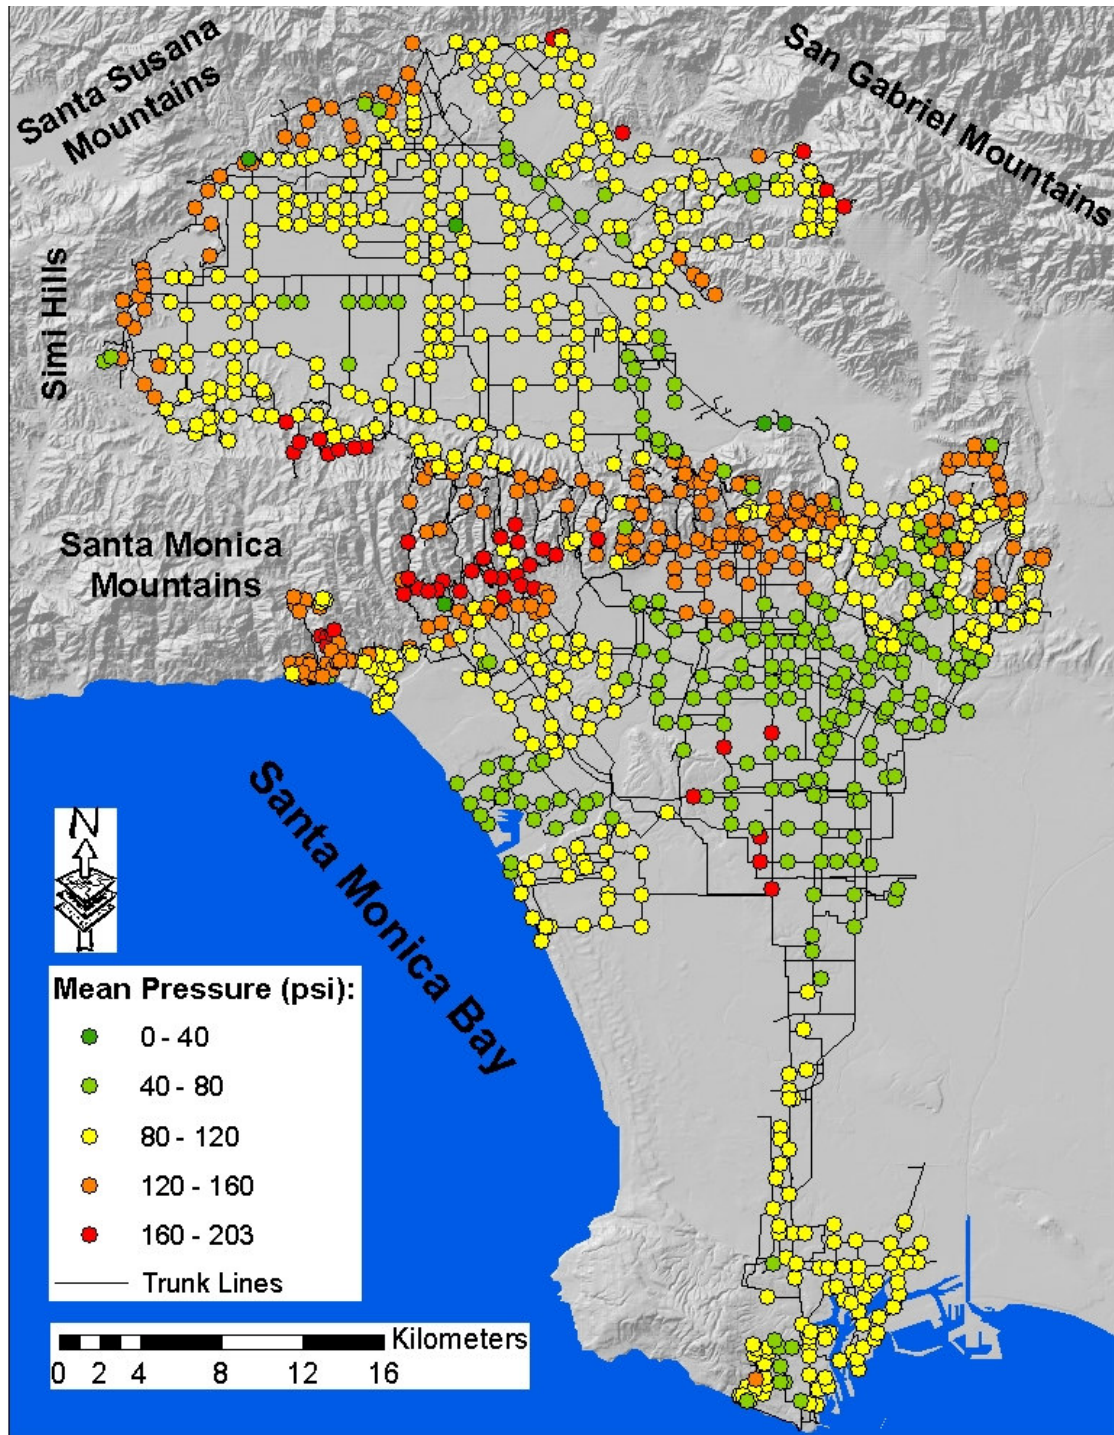 Santa Susana
Mountains
San Gabriel Mountains
Simi Hills
Santa Monica
Mountains
Santa Monica Bay
N
Mean Pressure (psi):
0 - 40
40 - 80
80 - 120
120 - 160
160 - 203
Trunk Lines
Kilometers
0 2 4 8 12 16